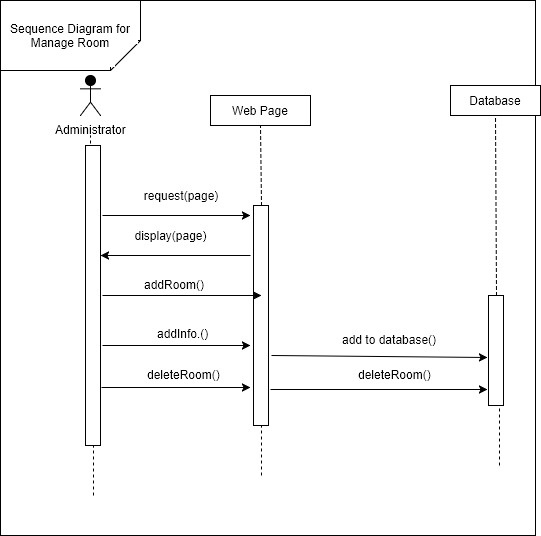 Sequence Diagram for
Manage Room
Administrator
Web Page
Database
request(page)
display(page)
addRoom()
addInfo.()
add to database()
deleteRoom()
deleteRoom()